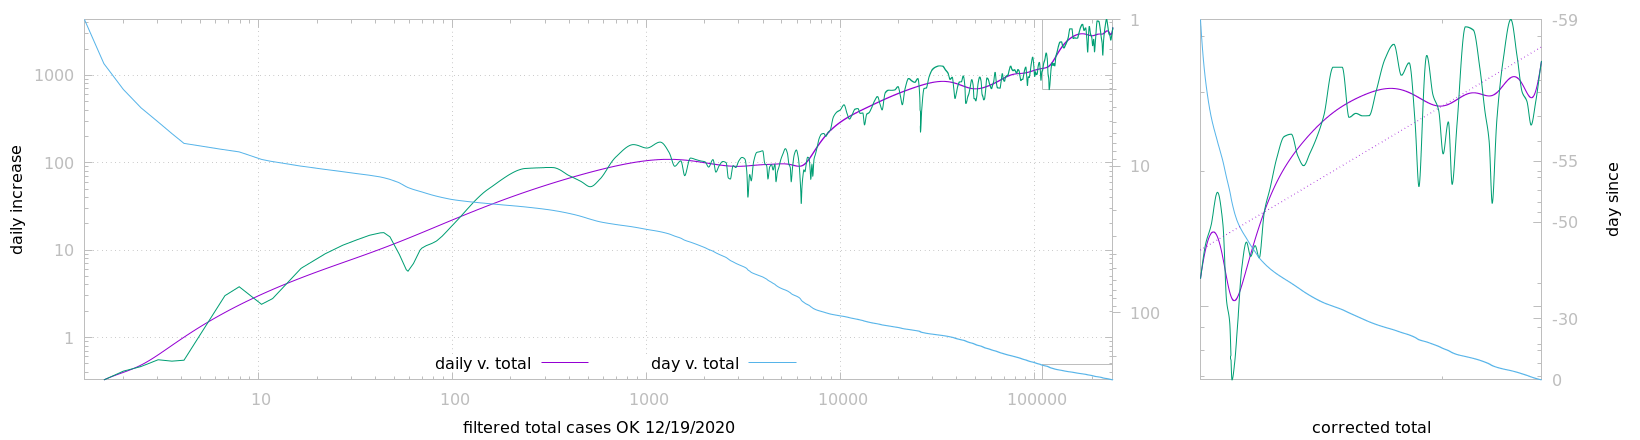 daily increase
1000
100
10
1
10
100
1000
10000
100000
filtered total cases OK 12/19/2020
daily v. total
day v. total
1
10
100
-59
-55
-50
-30
0
day since
corrected total